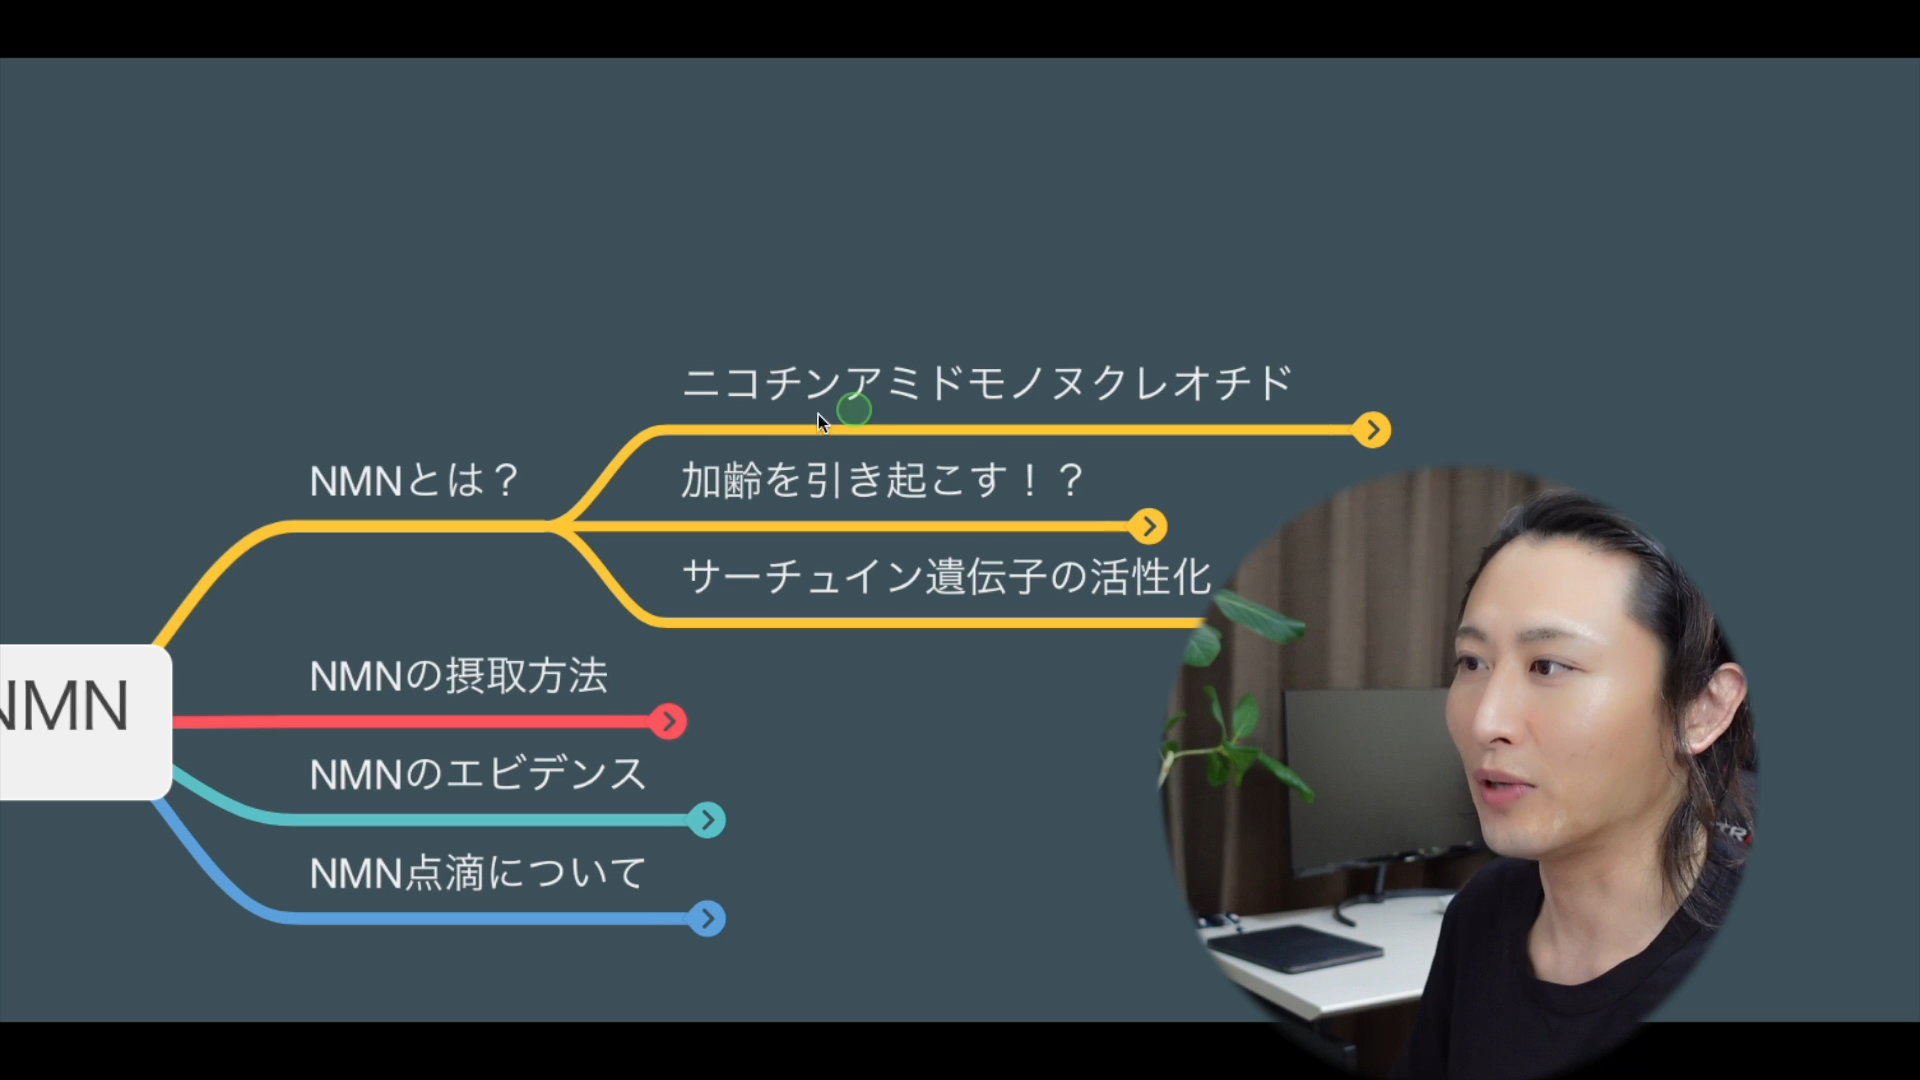 ニコチンアミドモノヌクレオチド
NMNとは？
加齢を引き起こす！？
サーチュイン遺伝子の活性化
NMN
NMNの摂取方法
NMNのエビデンス
NMN点滴について